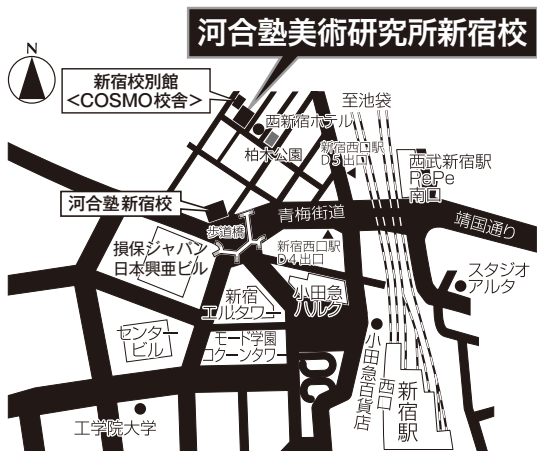 河合塾美術研究所新宿校
N
新宿校別館
<COSMO校舎>
至池袋
西新宿ホテル
柏木公園
新宿西口駅
D5出口
西武新宿駅
PePe
南口
河合塾新宿校
青梅街道
靖国通り
歩道橋
新宿西口駅
D4出口
損保ジャパン
日本興亜ビル
スタジオ
アルタ
新宿
エルタワー
小田急
ハルク
センター
ビル
モード学園
コクーンタワー
小田急百貨店
西口
新宿駅
工学院大学